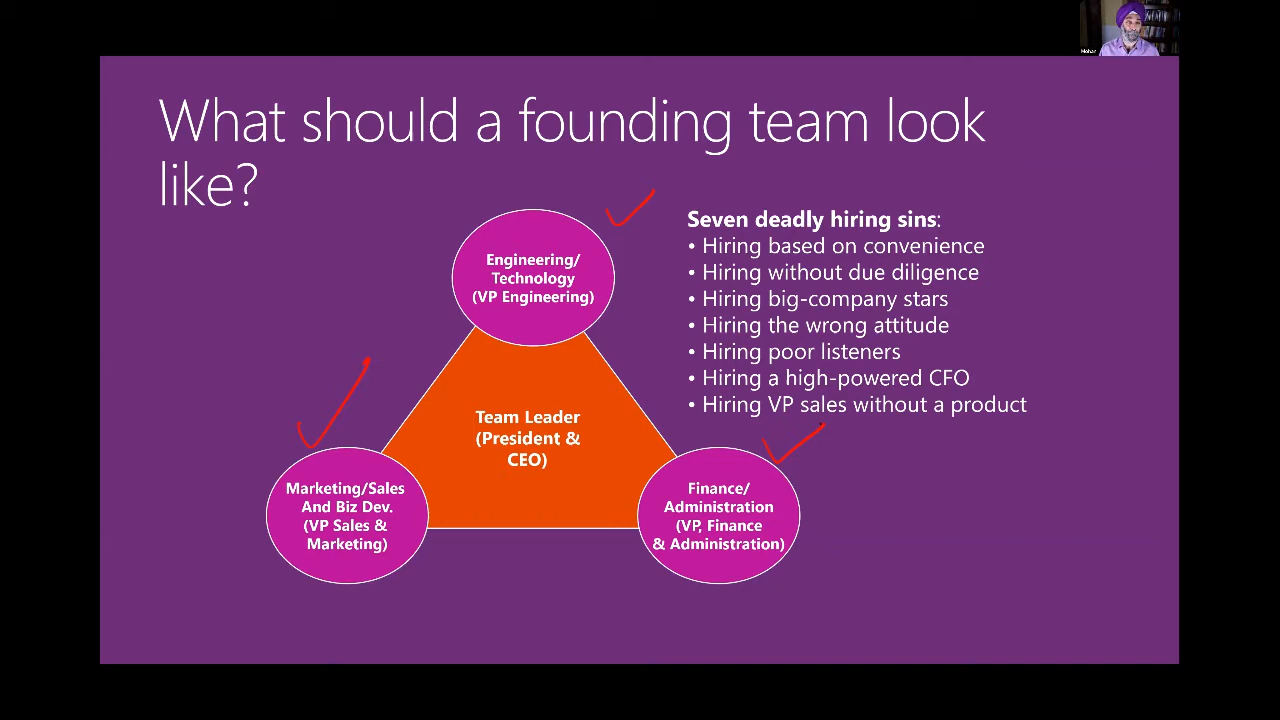 Mohan
What should a founding team look
like?
Engineering/
Technology
(VP Engineering)
Seven deadly hiring sins:
• Hiring based on convenience
• Hiring without due diligence
• Hiring big-company stars
• Hiring the wrong attitude
• Hiring poor listeners
• Hiring a high-powered CFO
• Hiring VP sales without a product
Team Leader
(President &
CEO)
Marketing/Sales
And Biz Dev.
(VP Sales &
Marketing)
Finance/
Administration
(VP, Finance
& Administration)